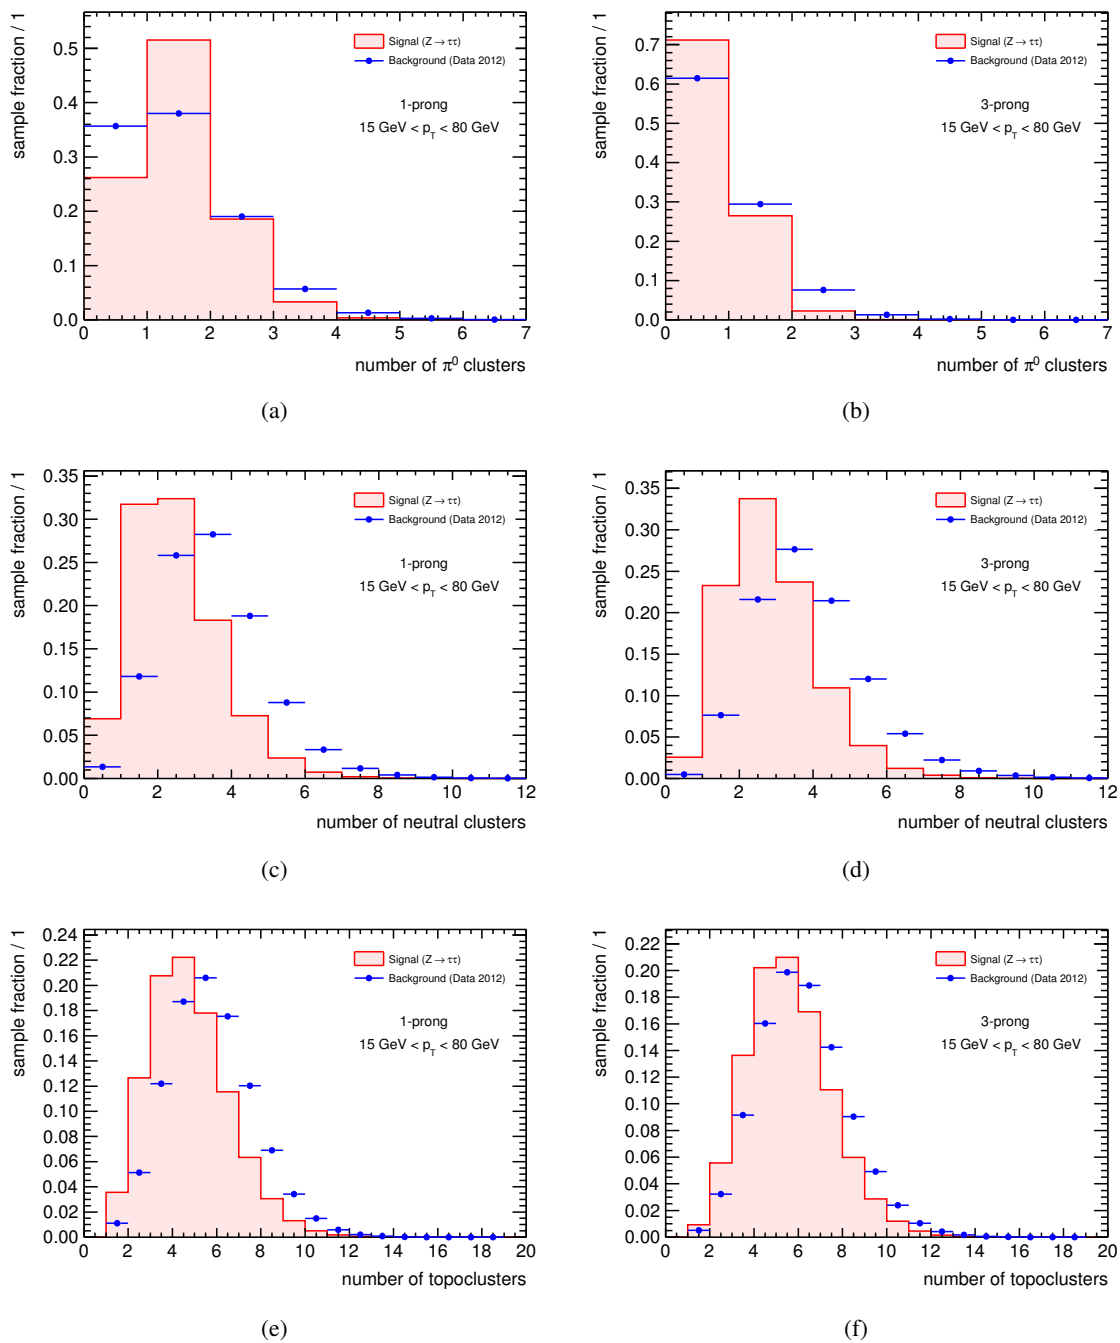 sample fraction / 1
0.5
0.4
0.3
0.2
0.1
0.0
Signal (Z → ττ)
Background (Data 2012)
1-prong
15 GeV < p_T < 80 GeV
0 1 2 3 4 5 6 7
number of π⁰ clusters
(a)
sample fraction / 1
0.7
0.6
0.5
0.4
0.3
0.2
0.1
0.0
Signal (Z → ττ)
Background (Data 2012)
3-prong
15 GeV < p_T < 80 GeV
0 1 2 3 4 5 6 7
number of π⁰ clusters
(b)
sample fraction / 1
0.35
0.30
0.25
0.20
0.15
0.10
0.05
0.00
Signal (Z → ττ)
Background (Data 2012)
1-prong
15 GeV < p_T < 80 GeV
0 2 4 6 8 10 12
number of neutral clusters
(c)
sample fraction / 1
0.35
0.30
0.25
0.20
0.15
0.10
0.05
0.00
Signal (Z → ττ)
Background (Data 2012)
3-prong
15 GeV < p_T < 80 GeV
0 2 4 6 8 10 12
number of neutral clusters
(d)
sample fraction / 1
0.24
0.22
0.20
0.18
0.16
0.14
0.12
0.10
0.08
0.06
0.04
0.02
0.00
Signal (Z → ττ)
Background (Data 2012)
1-prong
15 GeV < p_T < 80 GeV
0 2 4 6 8 10 12 14 16 18 20
number of topoclusters
(e)
sample fraction / 1
0.22
0.20
0.18
0.16
0.14
0.12
0.10
0.08
0.06
0.04
0.02
0.00
Signal (Z → ττ)
Background (Data 2012)
3-prong
15 GeV < p_T < 80 GeV
0 2 4 6 8 10 12 14 16 18 20
number of topoclusters
(f)